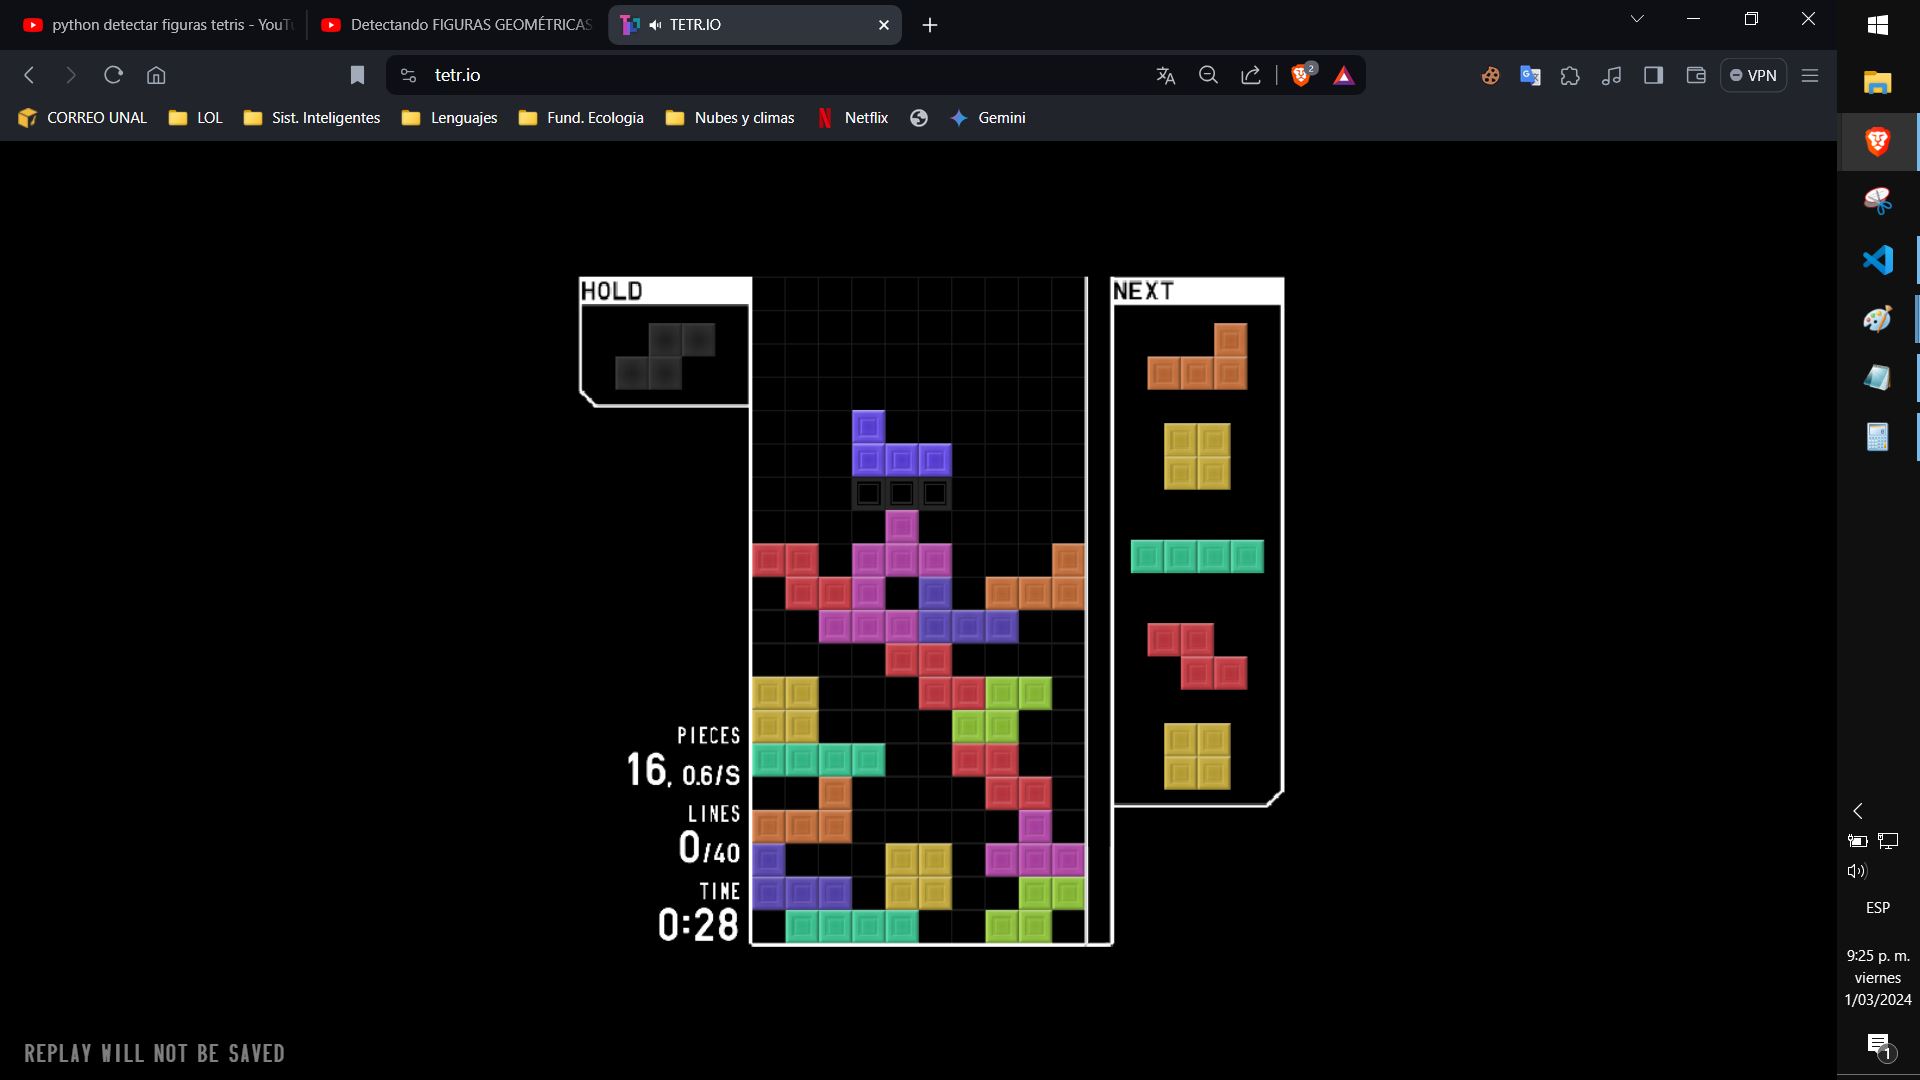 python detectar figuras tetris - YouT
Detectando FIGURAS GEOMÉTRICAS
TETR.IO
tetr.io
2
VPN
CORREO UNAL
LOL
Sist. Inteligentes
Lenguajes
Fund. Ecologia
Nubes y climas
Netflix
Gemini
HOLD
NEXT
PIECES
16, 0.6/S
LINES
0/40
TIME
0:28
REPLAY WILL NOT BE SAVED
ESP
9:25 p. m.
viernes
1/03/2024
1